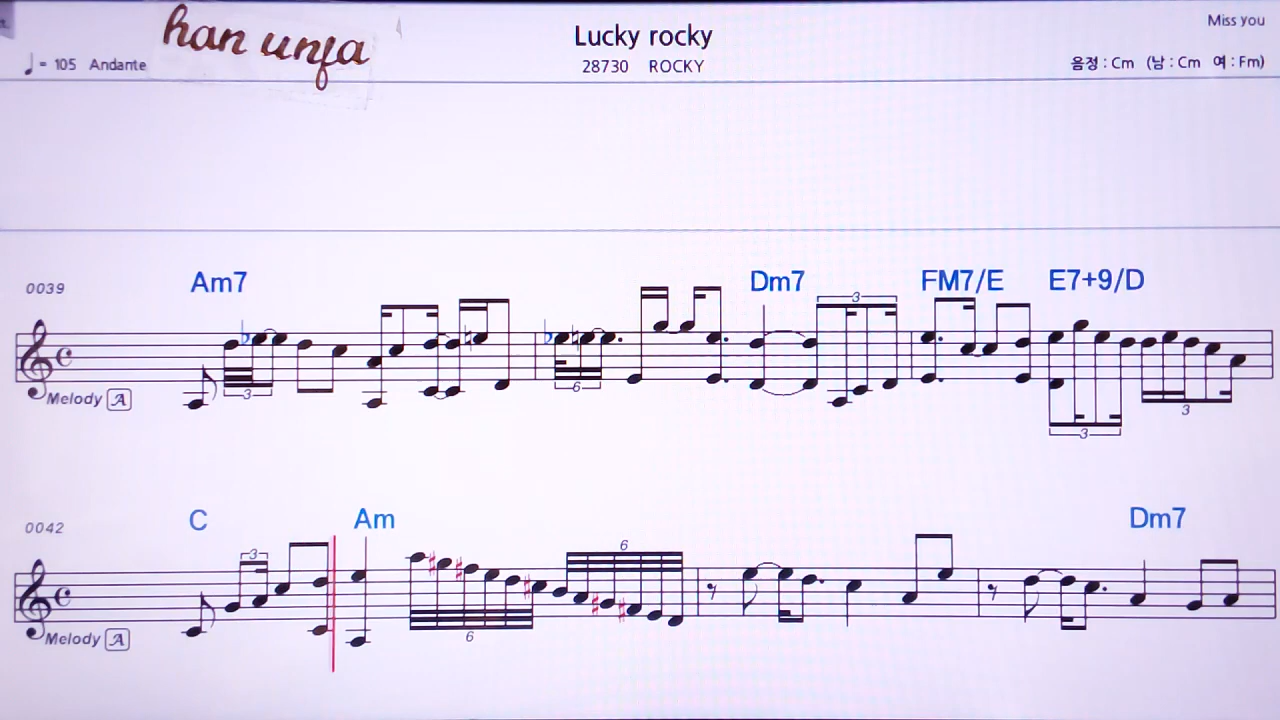 Miss you
han unfa
Lucky rocky
♩= 105 Andante
28730 ROCKY
음정 : Cm (남 : Cm 여 : Fm)
0039 Am7 Dm7 FM7/E E7+9/D
3 6 3 3 3
Melody A
0042 C Am Dm7
3 6 6
Melody A